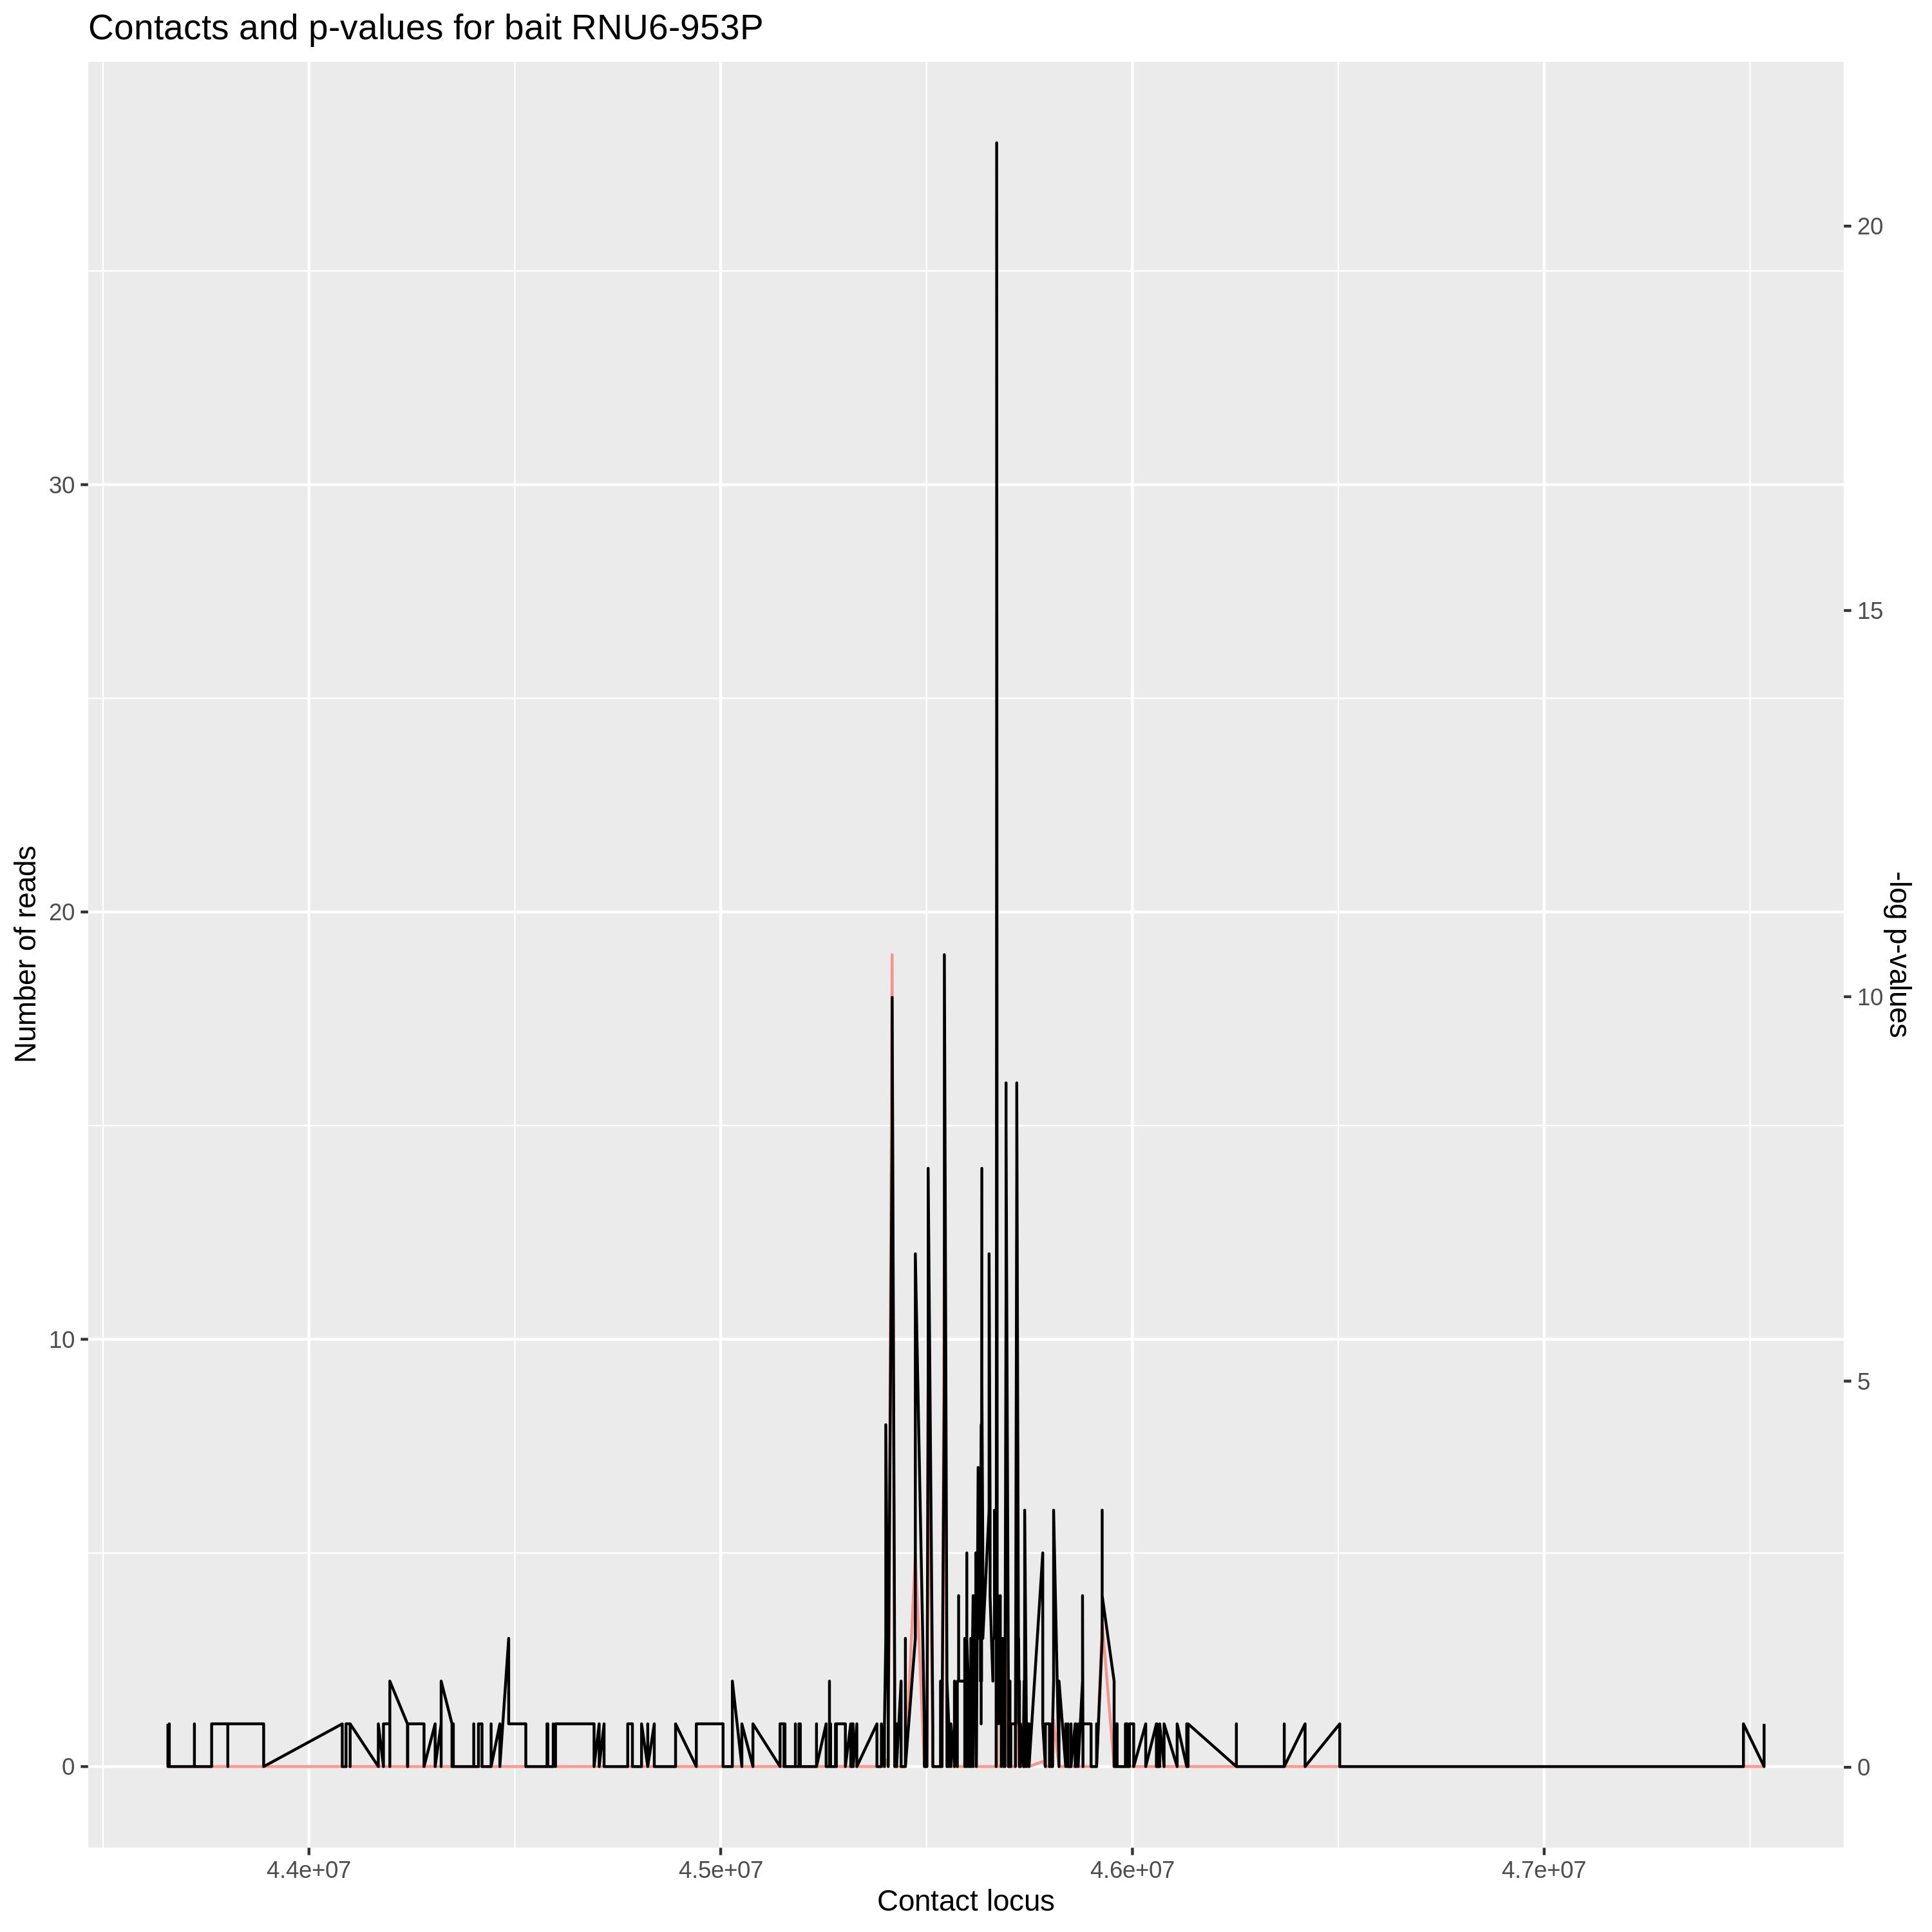 Contacts and p-values for bait RNU6-953P
Number of reads
30
20
10
0
20
15
10
5
0
-log p-values
4.4e+07
4.5e+07
4.6e+07
4.7e+07
Contact locus